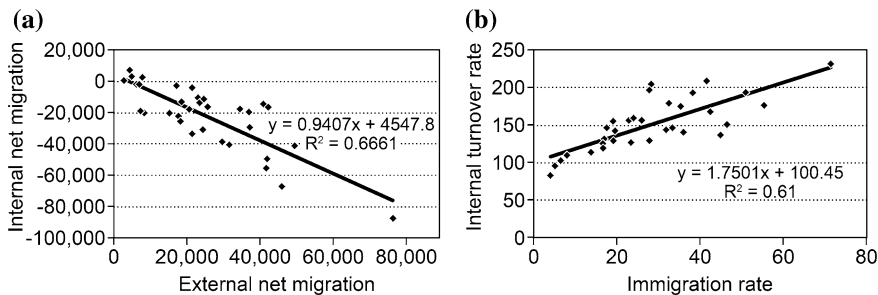 (a)
Internal net migration
20,000
0
-20,000
-40,000
-60,000
-80,000
-100,000
y = 0.9407x + 4547.8
R² = 0.6661
0 20,000 40,000 60,000 80,000
External net migration
(b)
Internal turnover rate
250
200
150
100
50
0
y = 1.7501x + 100.45
R² = 0.61
0 20 40 60 80
Immigration rate